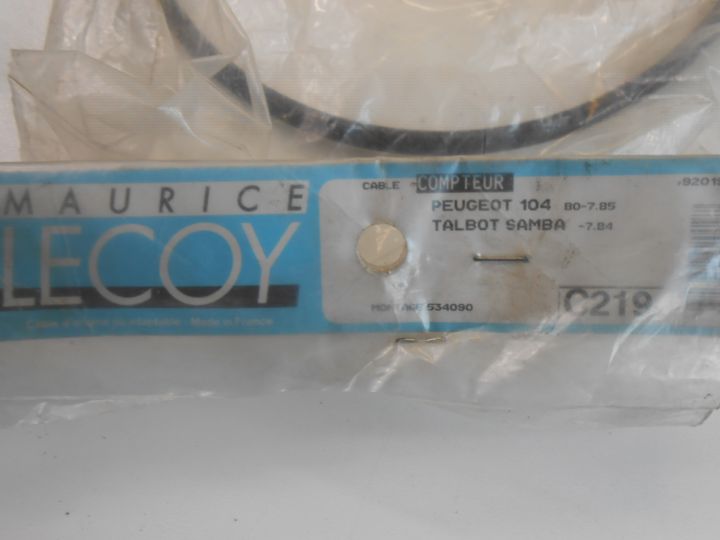 MAURICE
LECOY
Made in France
CABLE COMPTEUR
PEUGEOT 104 80-7.85
TALBOT SAMBA -7.84
MONTAGE 534090
C219